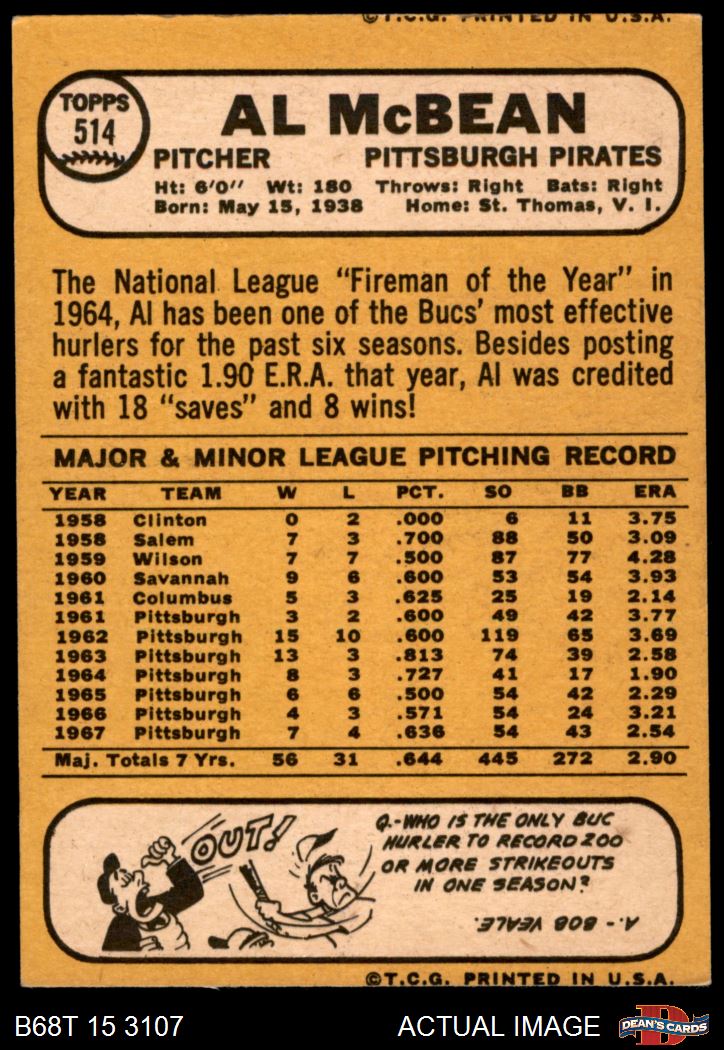 ©T.C.G. PRINTED IN U.S.A.
TOPPS
514
AL McBEAN
PITCHER PITTSBURGH PIRATES
Ht: 6'0" Wt: 180 Throws: Right Bats: Right
Born: May 15, 1938 Home: St. Thomas, V. I.
The National League "Fireman of the Year" in
1964, Al has been one of the Bucs' most effective
hurlers for the past six seasons. Besides posting
a fantastic 1.90 E.R.A. that year, Al was credited
with 18 "saves" and 8 wins!
MAJOR & MINOR LEAGUE PITCHING RECORD
YEAR TEAM W L PCT. SO BB ERA
1958 Clinton 0 2 .000 6 11 3.75
1958 Salem 7 3 .700 88 50 3.09
1959 Wilson 7 7 .500 87 77 4.28
1960 Savannah 9 6 .600 53 54 3.93
1961 Columbus 5 3 .625 25 19 2.14
1961 Pittsburgh 3 2 .600 49 42 3.77
1962 Pittsburgh 15 10 .600 119 65 3.69
1963 Pittsburgh 13 3 .813 74 39 2.58
1964 Pittsburgh 8 3 .727 41 17 1.90
1965 Pittsburgh 6 6 .500 54 42 2.29
1966 Pittsburgh 4 3 .571 54 24 3.21
1967 Pittsburgh 7 4 .636 54 43 2.54
Maj. Totals 7 Yrs. 56 31 .644 445 272 2.90
OUT!
Q.-WHO IS THE ONLY BUC
HURLER TO RECORD 200
OR MORE STRIKEOUTS
IN ONE SEASON?
A.- BOB VEALE.
©T.C.G. PRINTED IN U.S.A.
B68T 15 3107 ACTUAL IMAGE
D
DEAN'S CARDS